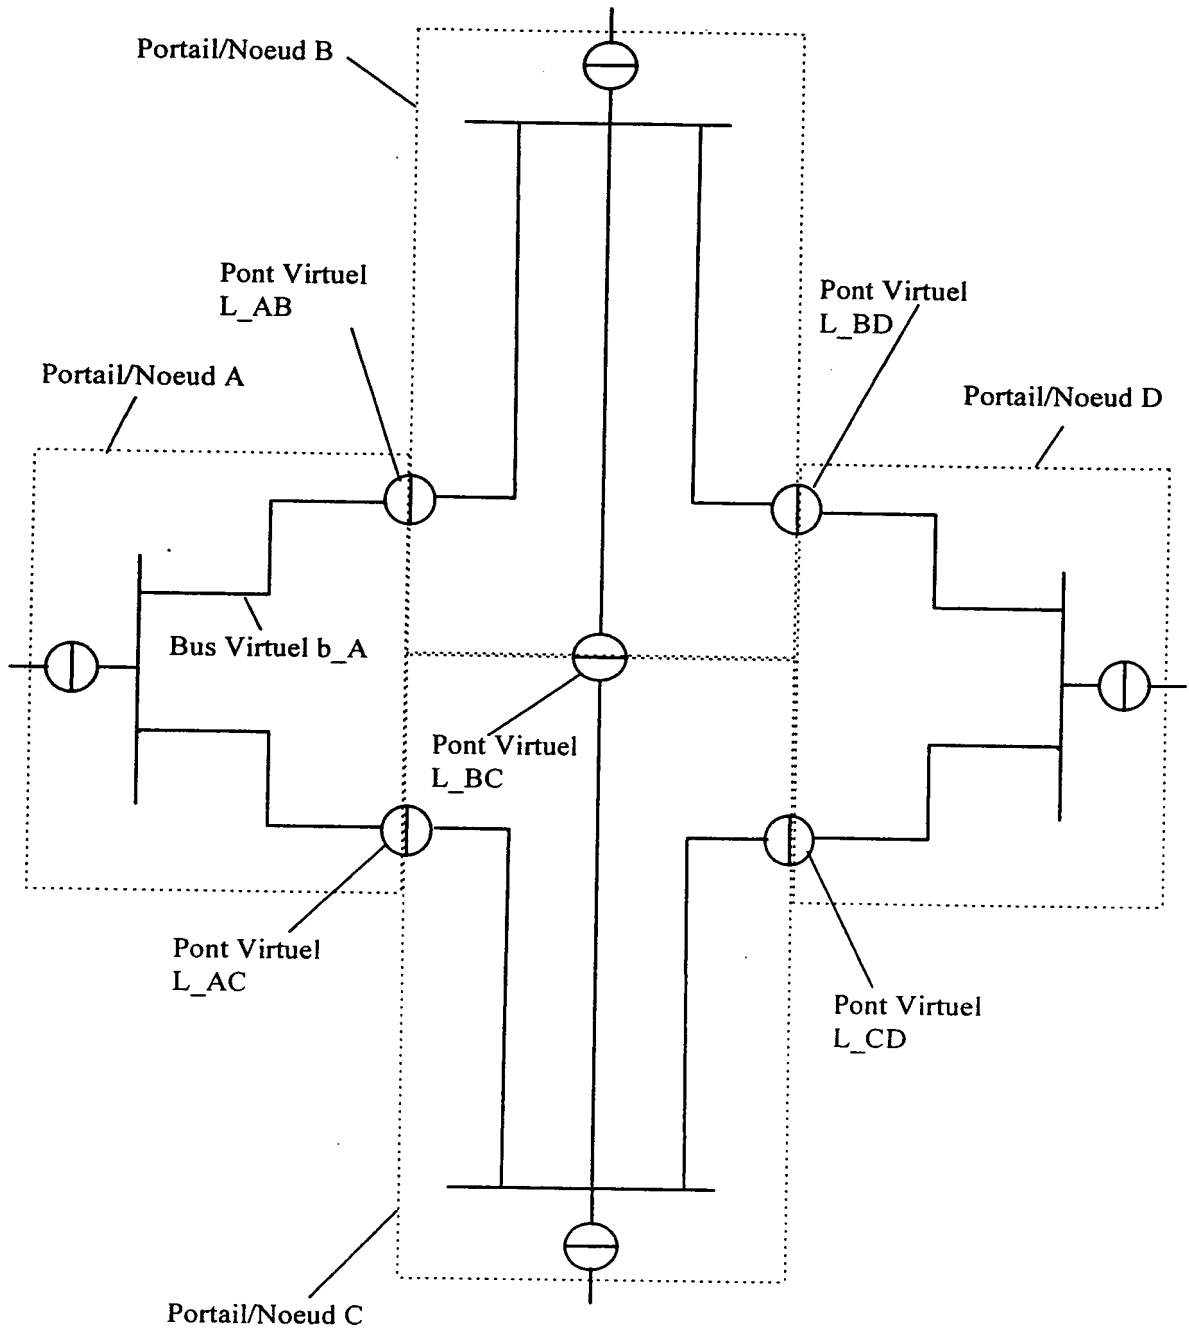 Portail/Noeud B
Pont Virtuel
L_AB
Pont Virtuel
L_BD
Portail/Noeud A
Portail/Noeud D
Bus Virtuel b_A
Pont Virtuel
L_BC
Pont Virtuel
L_AC
Pont Virtuel
L_CD
Portail/Noeud C